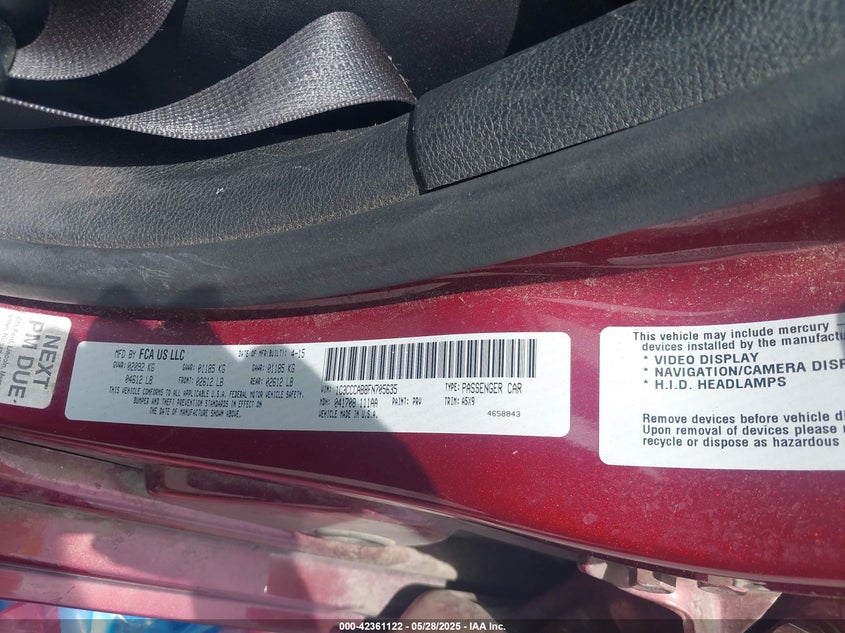 NEXT
PM DUE:
MFD BY FCA US LLC DATE OF MFR(BUILT): 4-15
GVWR: 02092 KG GAWR: 01185 KG GAWR: 01185 KG
04612 LB FRONT: 02612 LB REAR: 02612 LB
THIS VEHICLE CONFORMS TO ALL APPLICABLE U.S.A. FEDERAL MOTOR VEHICLE SAFETY,
BUMPER AND THEFT PREVENTION STANDARDS IN EFFECT ON
THE DATE OF MANUFACTURE SHOWN ABOVE.
VIN: 1C3CCCAB8FN705635 TYPE: PASSENGER CAR
MDH: 041708 111AA PAINT: PRV TRIM: A5X9
VEHICLE MADE IN U.S.A. 4658843
This vehicle may include mercury
devices installed by the manufactur
* VIDEO DISPLAY
* NAVIGATION/CAMERA DISP
* H.I.D. HEADLAMPS
Remove devices before vehicle di
Upon removal of devices please
recycle or dispose as hazardous
000-42361122 - 05/28/2025 - IAA Inc.